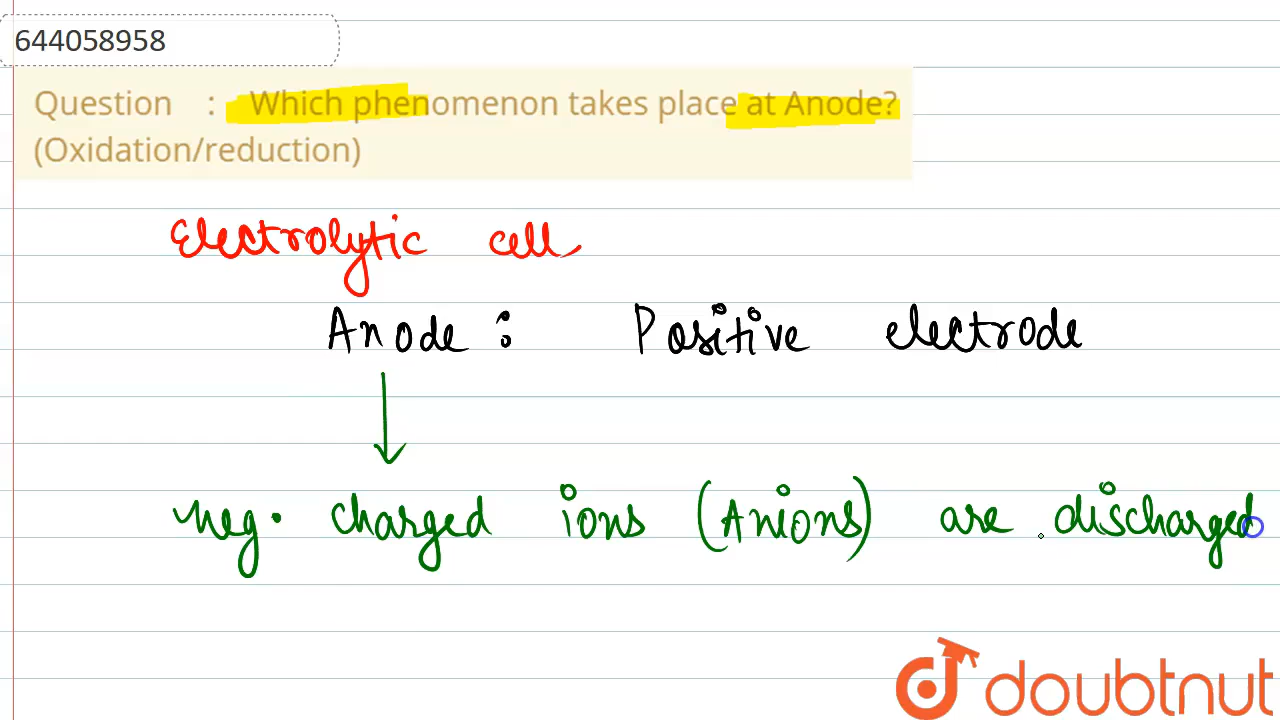 644058958
Question : Which phenomenon takes place at Anode?
(Oxidation/reduction)
Electrolytic cell
Anode : Positive electrode
neg. charged ions (Anions) are discharged
doubtnut